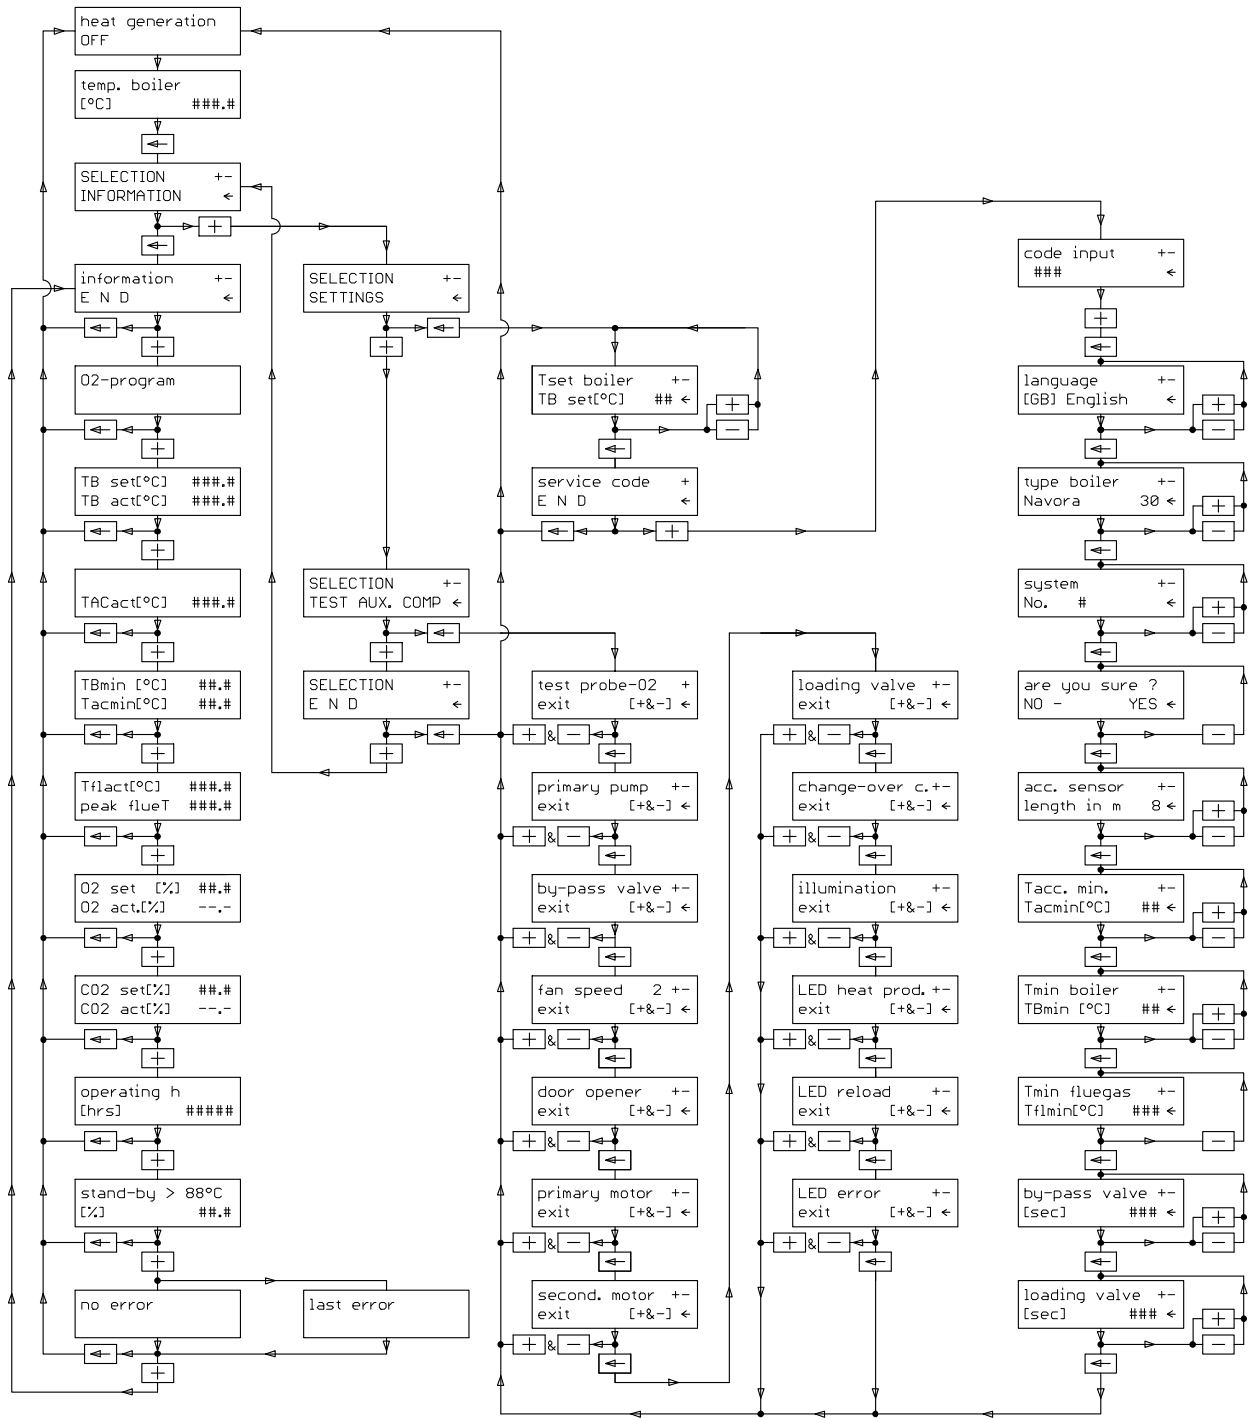 heat generation
OFF
temp. boiler
[°C] ###.#
SELECTION +-
INFORMATION ←
+
information +-
E N D ←
+
O2-program
+
TB set[°C] ###.#
TB act[°C] ###.#
+
TACact[°C] ###.#
+
TBmin [°C] ##.#
Tacmin[°C] ##.#
+
Tflact[°C] ###.#
peak flueT ###.#
+
O2 set [%] ##.#
O2 act.[%] --.-
+
CO2 set[%] ##.#
CO2 act[%] --.-
+
operating h
[hrs] #####
+
stand-by > 88°C
[%] ##.#
+
no error
+
last error
SELECTION +-
SETTINGS ←
+
SELECTION +-
TEST AUX. COMP ←
+
SELECTION +-
E N D ←
+
Tset boiler +-
TB set[°C] ## ←
+
-
service code +
E N D ←
+
test probe-O2 +
exit [+&-] ←
+ & -
primary pump +-
exit [+&-] ←
+ & -
by-pass valve +-
exit [+&-] ←
+ & -
fan speed 2 +-
exit [+&-] ←
+ & -
door opener +-
exit [+&-] ←
+ & -
primary motor +-
exit [+&-] ←
+ & -
second. motor +-
exit [+&-] ←
+ & -
loading valve +-
exit [+&-] ←
+ & -
change-over c.+-
exit [+&-] ←
+ & -
illumination +-
exit [+&-] ←
+ & -
LED heat prod.+-
exit [+&-] ←
+ & -
LED reload +-
exit [+&-] ←
+ & -
LED error +-
exit [+&-] ←
+ & -
code input +-
### ←
+
language +-
[GB] English ←
+
-
type boiler +-
Navora 30 ←
+
-
system +-
No. # ←
+
-
are you sure ?
NO - YES ←
-
acc. sensor +-
length in m 8 ←
+
-
Tacc. min. +-
Tacmin[°C] ## ←
+
-
Tmin boiler +-
TBmin [°C] ## ←
+
-
Tmin fluegas +-
Tflmin[°C] ### ←
-
by-pass valve +-
[sec] ### ←
+
-
loading valve +-
[sec] ### ←
+
-